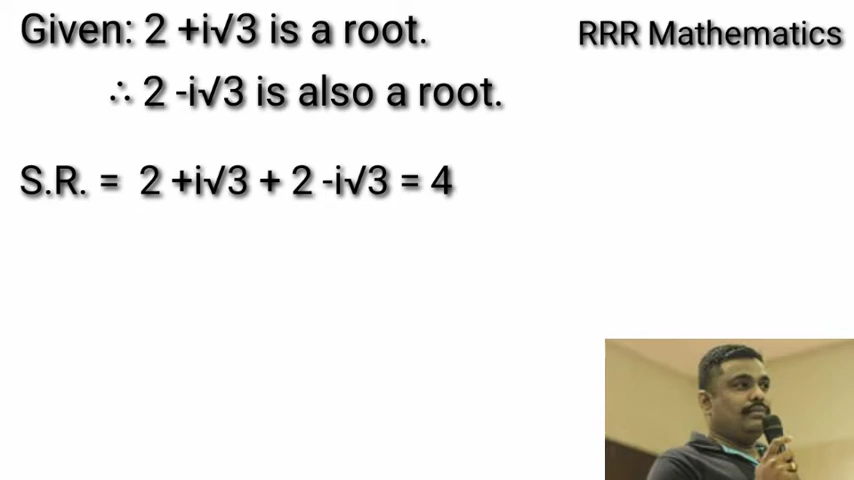 Given: 2 +i√3 is a root.
RRR Mathematics
∴ 2 -i√3 is also a root.
S.R. = 2 +i√3 + 2 -i√3 = 4